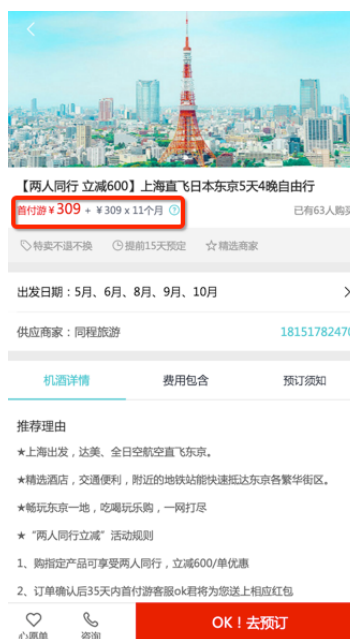 【两人同行 立减600】上海直飞日本东京5天4晚自由行
首付游 ¥309 + ¥309 x 11个月 ?
已有63人购买
特卖不退不换 提前15天预定 精选商家
出发日期：5月、6月、8月、9月、10月
供应商家：同程旅游 18151782470
机酒详情 费用包含 预订须知
推荐理由
★上海出发，达美、全日空航空直飞东京。
★精选酒店，交通便利，附近的地铁站能快速抵达东京各繁华街区。
★畅玩东京一地，吃喝玩乐购，一网打尽
★ “两人同行立减”活动规则
1、购指定产品可享受两人同行，立减600/单优惠
2、订单确认后35天内首付游客服ok君将为您送上相应红包
心愿单 咨询 OK！去预订